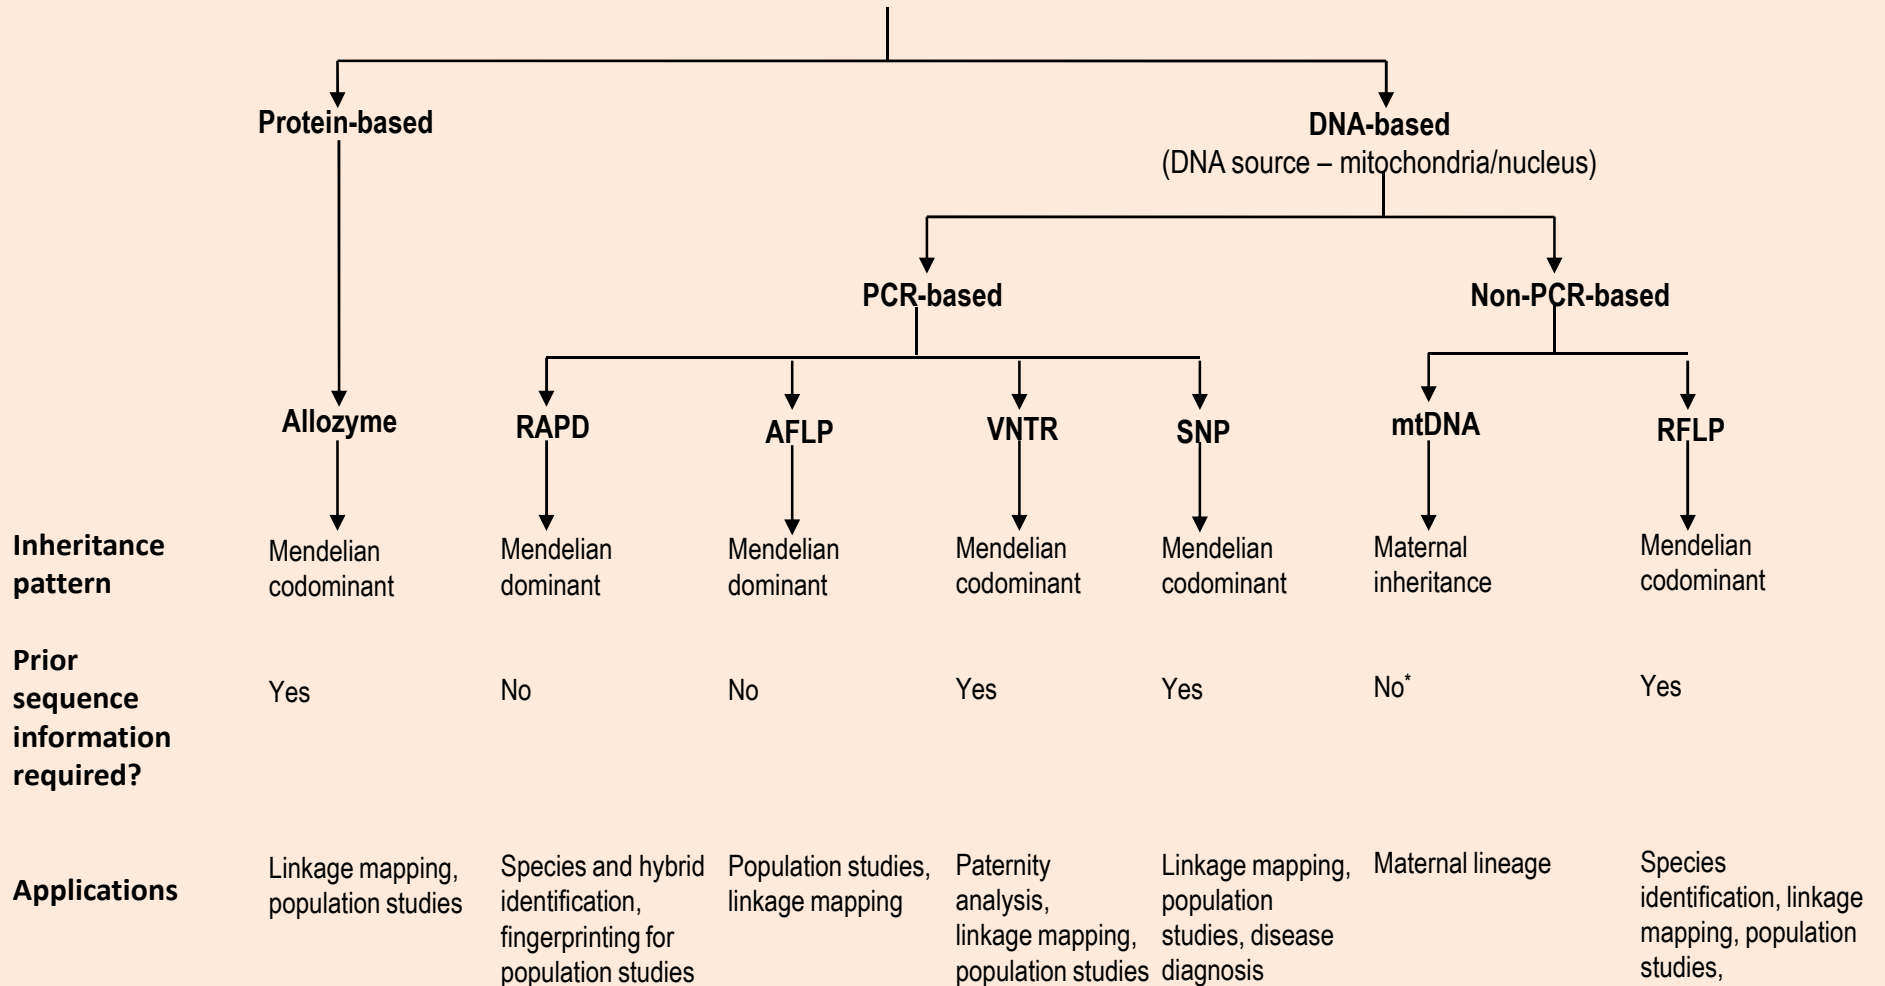 Protein-based
DNA-based
(DNA source – mitochondria/nucleus)
PCR-based
Non-PCR-based
Allozyme
RAPD
AFLP
VNTR
SNP
mtDNA
RFLP
Inheritance
pattern
Mendelian
codominant
Mendelian
dominant
Mendelian
dominant
Mendelian
codominant
Mendelian
codominant
Maternal
inheritance
Mendelian
codominant
Prior
sequence
information
required?
Yes
No
No
Yes
Yes
No*
Yes
Applications
Linkage mapping,
population studies
Species and hybrid
identification,
fingerprinting for
population studies
Population studies,
linkage mapping
Paternity
analysis,
linkage mapping,
population studies
Linkage mapping,
population
studies, disease
diagnosis
Maternal lineage
Species
identification, linkage
mapping, population
studies,